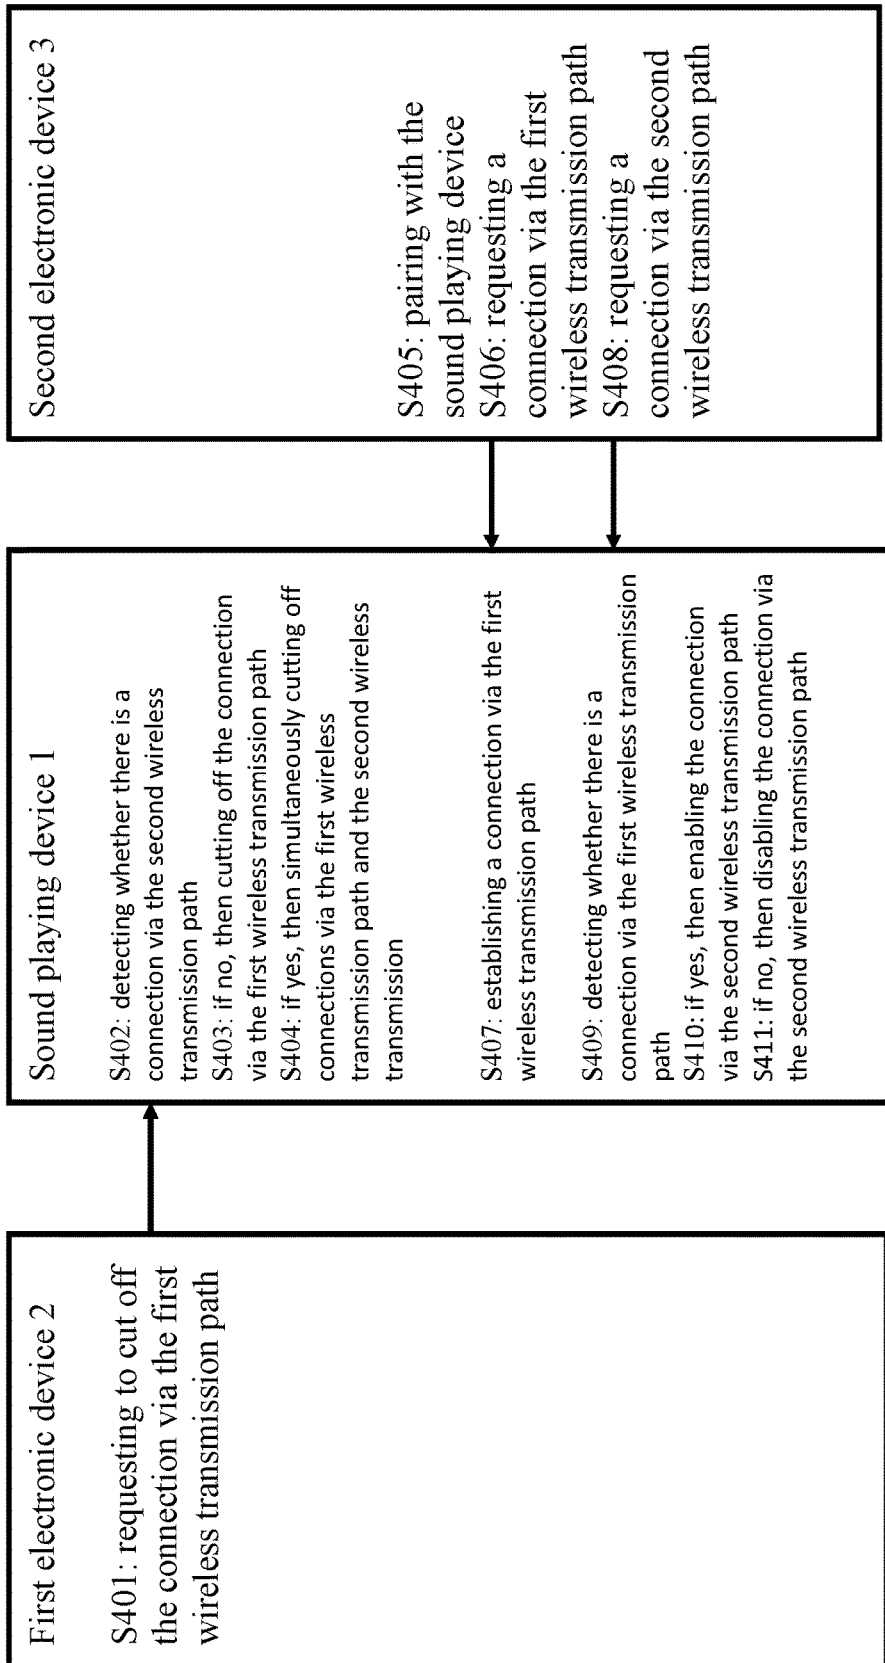 First electronic device 2
S401: requesting to cut off
the connection via the first
wireless transmission path
Sound playing device 1
S402: detecting whether there is a
connection via the second wireless
transmission path
S403: if no, then cutting off the connection
via the first wireless transmission path
S404: if yes, then simultaneously cutting off
connections via the first wireless
transmission path and the second wireless
transmission
S407: establishing a connection via the first
wireless transmission path
S409: detecting whether there is a
connection via the first wireless transmission
path
S410: if yes, then enabling the connection
via the second wireless transmission path
S411: if no, then disabling the connection via
the second wireless transmission path
Second electronic device 3
S405: pairing with the
sound playing device
S406: requesting a
connection via the first
wireless transmission path
S408: requesting a
connection via the second
wireless transmission path